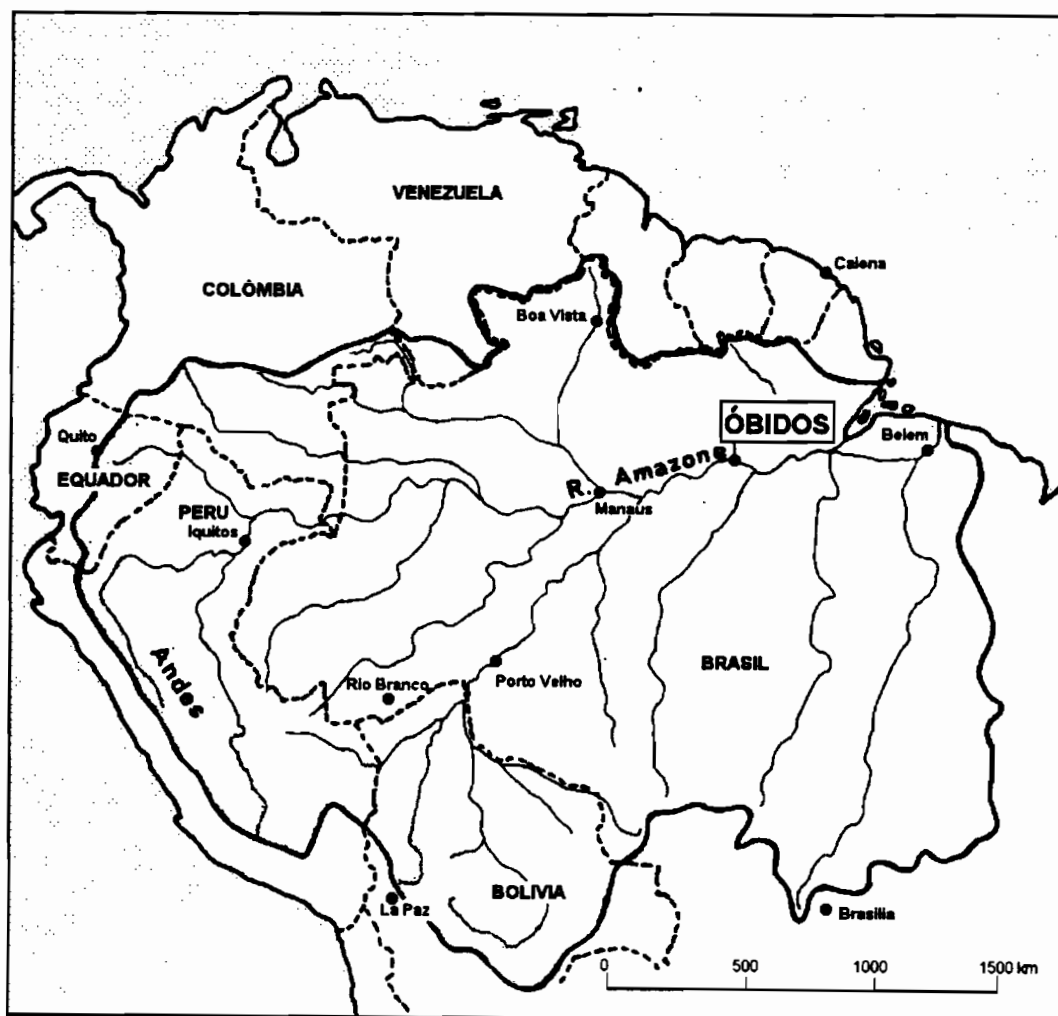 VENEZUELA
COLÔMBIA
Caiena
Boa Vista
ÓBIDOS
Belem
Quito
EQUADOR
R. Amazone
Manaus
PERU
Iquitos
Andes
BRASIL
Rio Branco
Porto Velho
BOLIVIA
La Paz
Brasilia
0 500 1000 1500 km